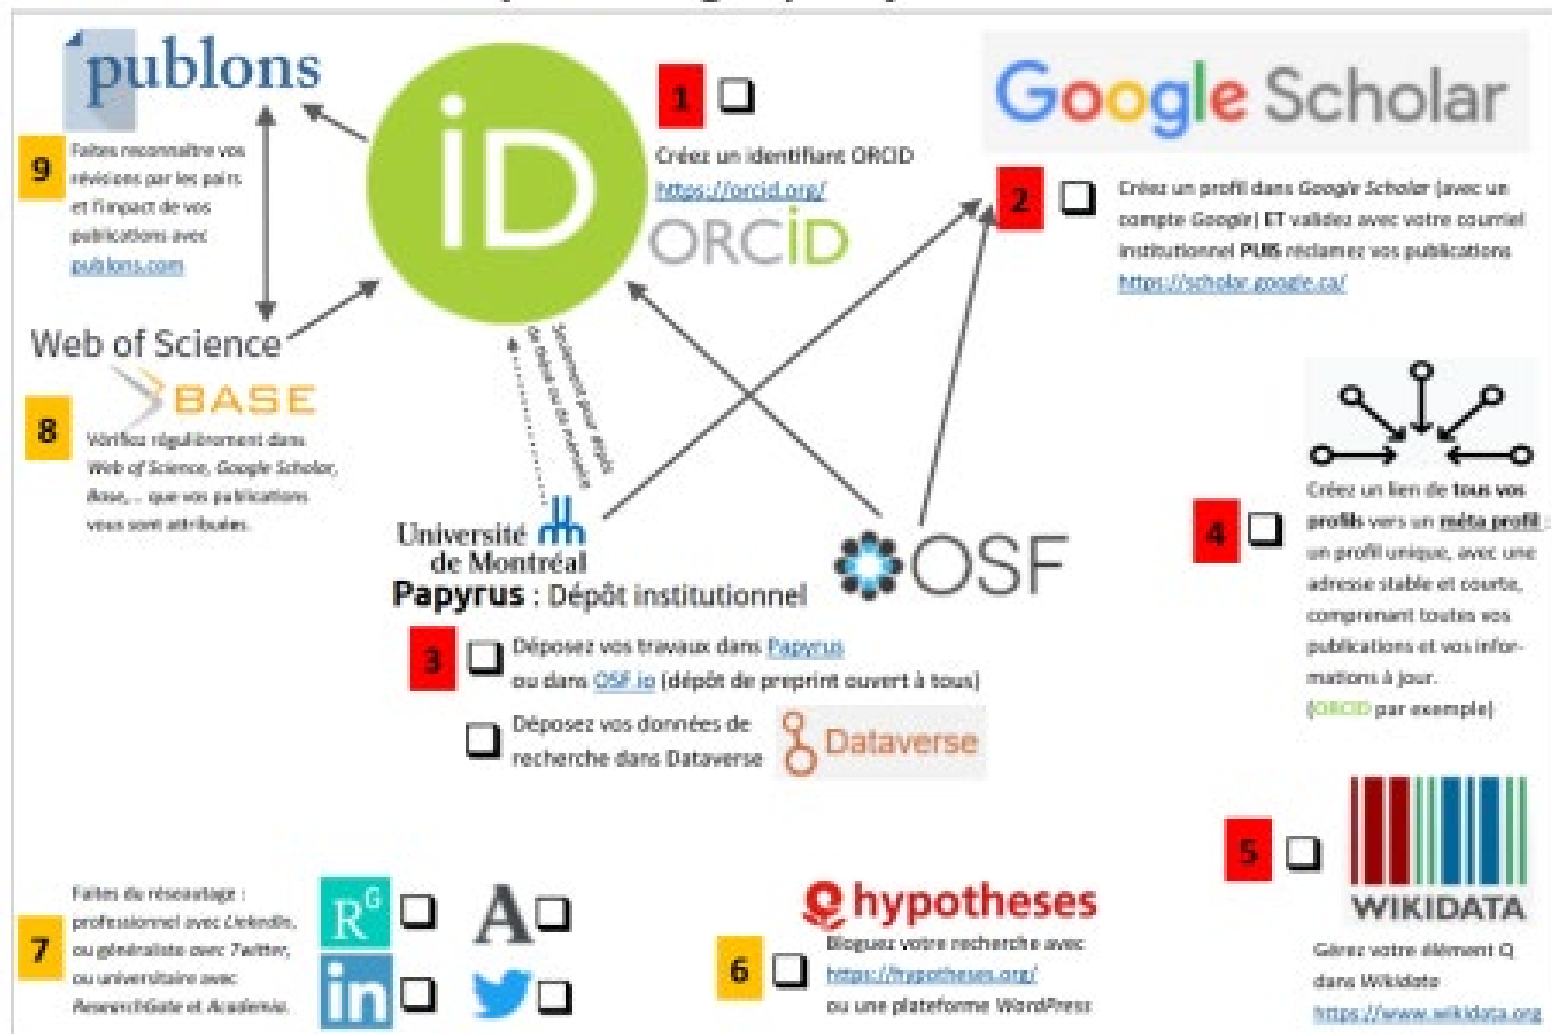 publons
9
Faites reconnaître vos
révisions par les pairs
et l'impact de vos
publications avec
publons.com
iD
1
Créez un identifiant ORCID
https://orcid.org/
ORCiD
Google Scholar
2
Créez un profil dans Google Scholar (avec un
compte Google) ET validez avec votre courriel
institutionnel PUIS réclamez vos publications
https://scholar.google.ca/
Web of Science
BASE
8
Vérifiez régulièrement dans
Web of Science, Google Scholar,
Base,... que vos publications
vous sont attribuées.
Seulement pour dépôt
de thèse ou de mémoire
Université
de Montréal
Papyrus : Dépôt institutionnel
OSF
3
Déposez vos travaux dans Papyrus
ou dans OSF.io (dépôt de preprint ouvert à tous)
Déposez vos données de
recherche dans Dataverse
Dataverse
4
Créez un lien de tous vos
profils vers un méta profil :
un profil unique, avec une
adresse stable et courte,
comprenant toutes vos
publications et vos infor-
mations à jour.
(ORCID par exemple)
5
WIKIDATA
Gérez votre élément Q
dans Wikidata
https://www.wikidata.org
6
hypotheses
Bloguez votre recherche avec
https://hypotheses.org/
ou une plateforme WordPress
7
Faites du réseautage :
professionnel avec LinkedIn,
ou généraliste avec Twitter,
ou universitaire avec
ResearchGate et Academia.
RG
A
in